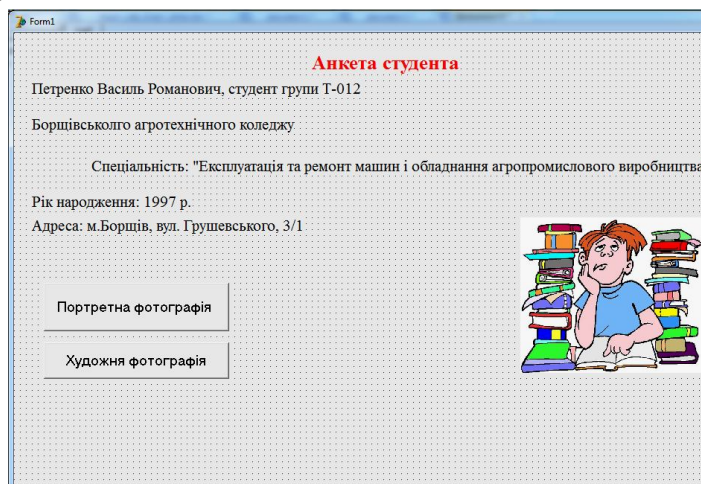 Form1
Анкета студента
Петренко Василь Романович, студент групи Т-012
Борщівськолго агротехнічного коледжу
Спеціальність: "Експлуатація та ремонт машин і обладнання агропромислового виробництва
Рік народження: 1997 р.
Адреса: м.Борщів, вул. Грушевського, 3/1
Портретна фотографія
Художня фотографія